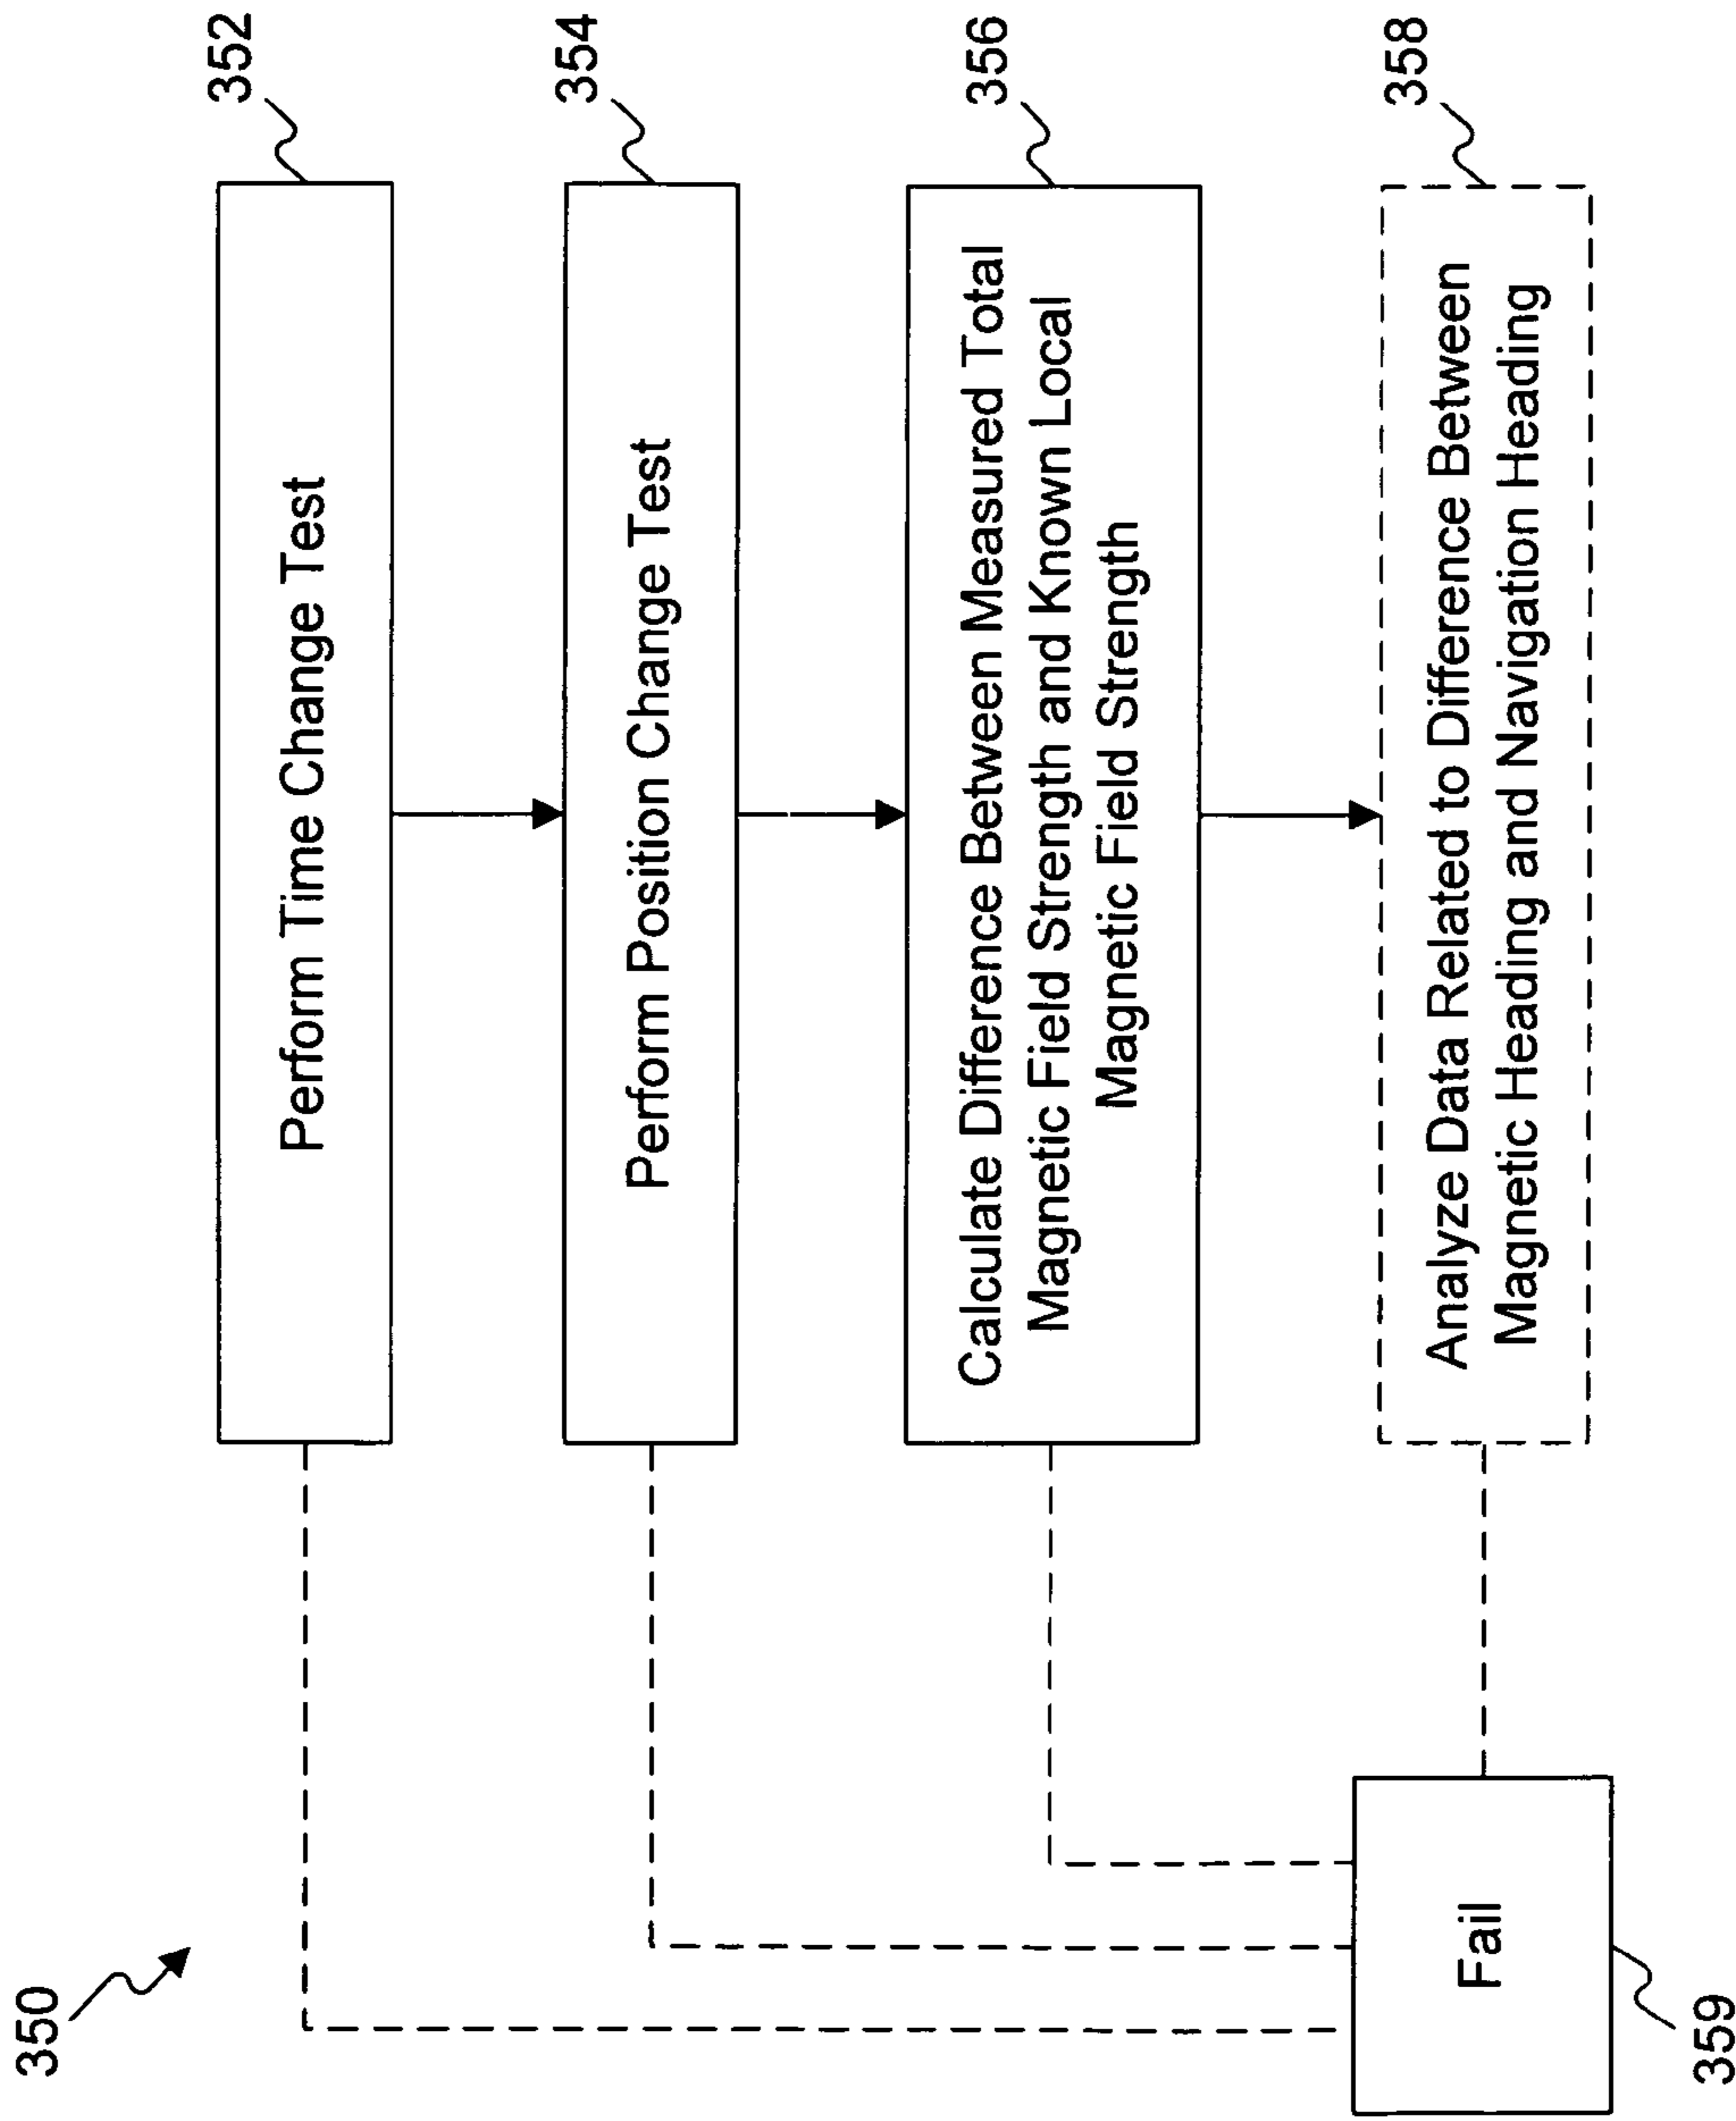 350
352
Perform Time Change Test
354
Perform Position Change Test
356
Calculate Difference Between Measured Total
Magnetic Field Strength and Known Local
Magnetic Field Strength
358
Analyze Data Related to Difference Between
Magnetic Heading and Navigation Heading
Fail
359